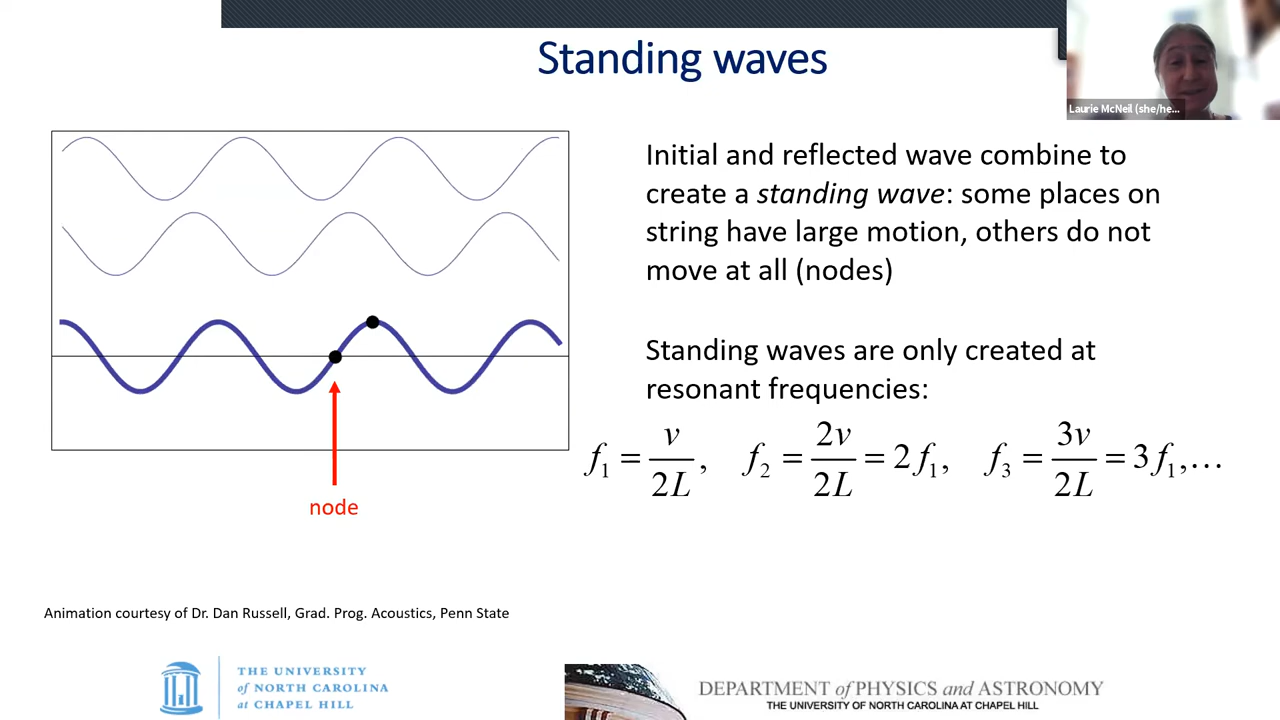 Standing waves
Laurie McNeil (she/he...
Initial and reflected wave combine to
create a standing wave: some places on
string have large motion, others do not
move at all (nodes)
Standing waves are only created at
resonant frequencies:
f₁ = v/2L, f₂ = 2v/2L = 2f₁, f₃ = 3v/2L = 3f₁,...
node
Animation courtesy of Dr. Dan Russell, Grad. Prog. Acoustics, Penn State
THE UNIVERSITY
of NORTH CAROLINA
at CHAPEL HILL
DEPARTMENT of PHYSICS and ASTRONOMY
THE UNIVERSITY OF NORTH CAROLINA AT CHAPEL HILL